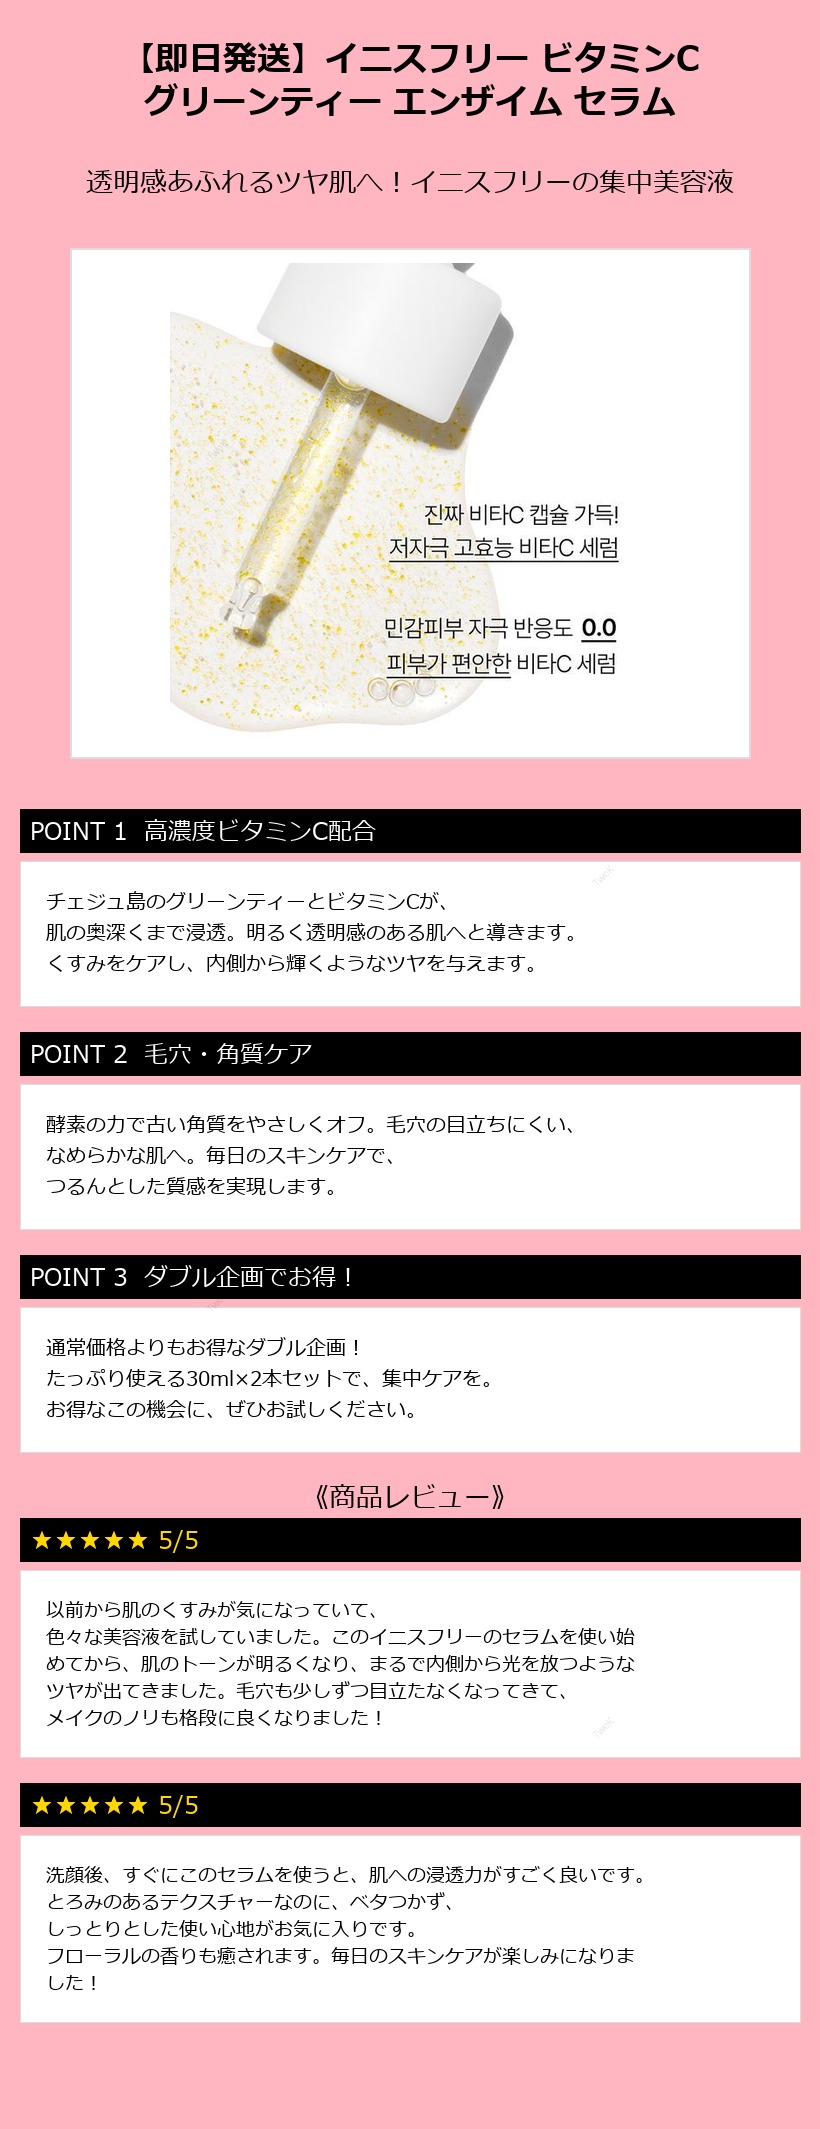 【即日発送】イニスフリー ビタミンC
グリーンティー エンザイム セラム
透明感あふれるツヤ肌へ！イニスフリーの集中美容液
진짜 비타C 캡슐 가득!
저자극 고효능 비타C 세럼
민감피부 자극 반응도 0.0
피부가 편안한 비타C 세럼
POINT 1 高濃度ビタミンC配合
チェジュ島のグリーンティーとビタミンCが、
肌の奥深くまで浸透。明るく透明感のある肌へと導きます。
くすみをケアし、内側から輝くようなツヤを与えます。
POINT 2 毛穴・角質ケア
酵素の力で古い角質をやさしくオフ。毛穴の目立ちにくい、
なめらかな肌へ。毎日のスキンケアで、
つるんとした質感を実現します。
POINT 3 ダブル企画でお得！
通常価格よりもお得なダブル企画！
たっぷり使える30ml×2本セットで、集中ケアを。
お得なこの機会に、ぜひお試しください。
《商品レビュー》
★★★★★ 5/5
以前から肌のくすみが気になっていて、
色々な美容液を試していました。このイニスフリーのセラムを使い始
めてから、肌のトーンが明るくなり、まるで内側から光を放つような
ツヤが出てきました。毛穴も少しずつ目立たなくなってきて、
メイクのノリも格段に良くなりました！
★★★★★ 5/5
洗顔後、すぐにこのセラムを使うと、肌への浸透力がすごく良いです。
とろみのあるテクスチャーなのに、ベタつかず、
しっとりとした使い心地がお気に入りです。
フローラルの香りも癒されます。毎日のスキンケアが楽しみになりま
した！